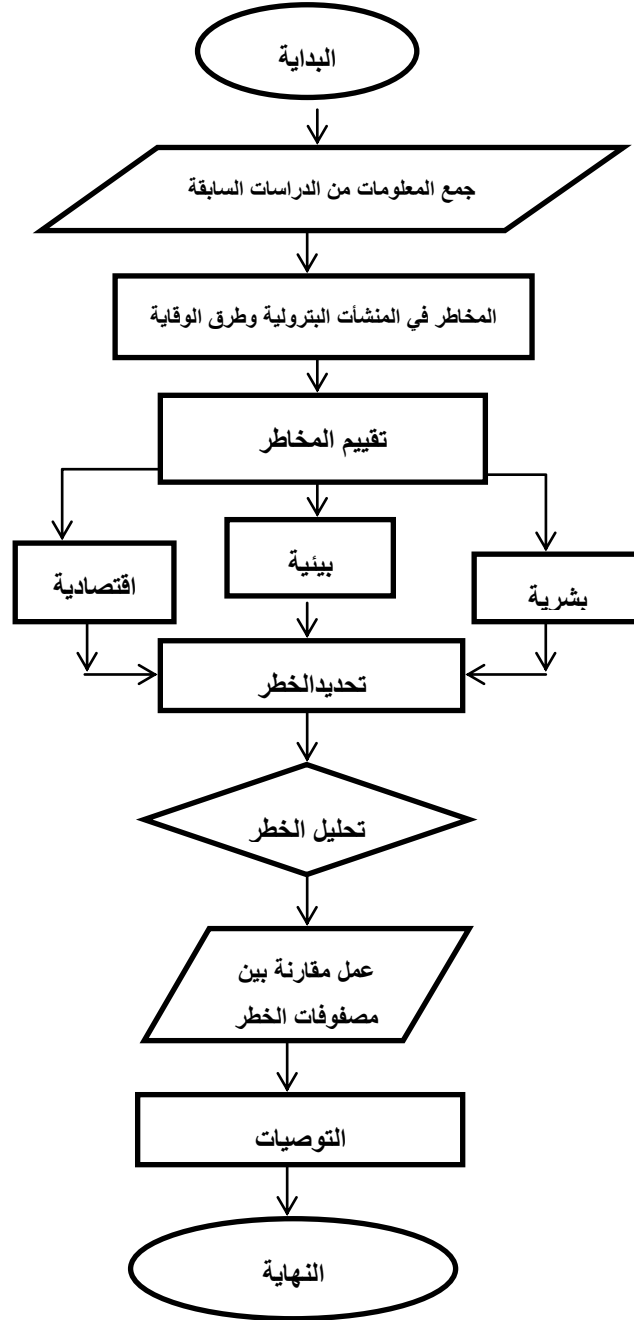 البداية
جمع المعلومات من الدراسات السابقة
المخاطر في المنشأت البترولية وطرق الوقاية
تقييم المخاطر
بشرية
بيئية
اقتصادية
تحديدالخطر
تحليل الخطر
عمل مقارنة بين
مصفوفات الخطر
التوصيات
النهاية